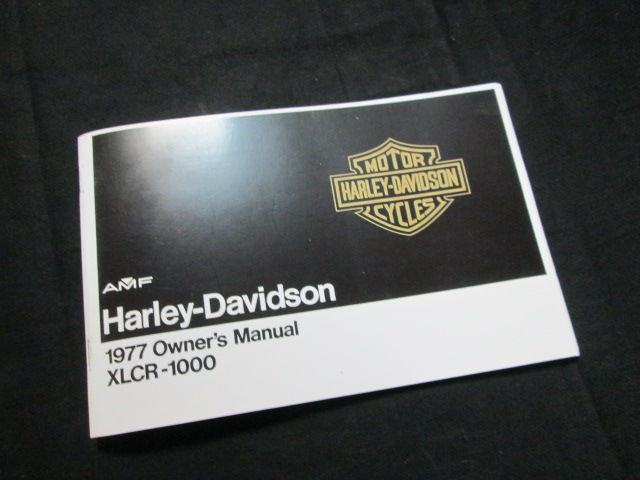 MOTOR
HARLEY-DAVIDSON
CYCLES
AMF
Harley-Davidson
1977 Owner's Manual
XLCR-1000